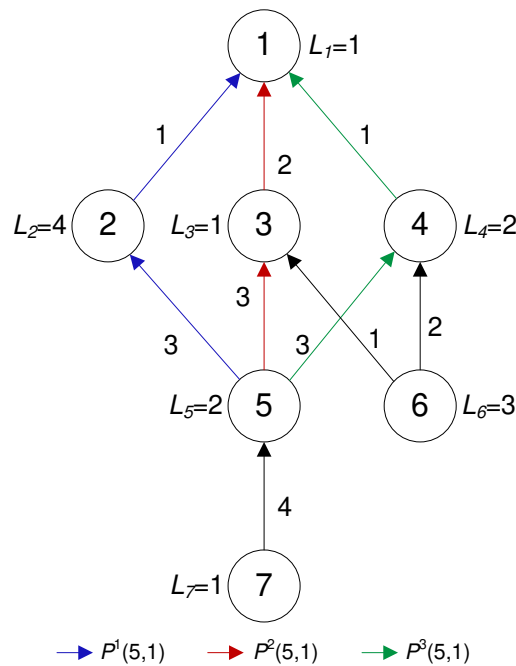 1 L₁=1
1 2 1
L₂=4 2 L₃=1 3 4 L₄=2
3 3 3 1 2
L₅=2 5 6 L₆=3
4
L₇=1 7
P¹(5,1) P²(5,1) P³(5,1)